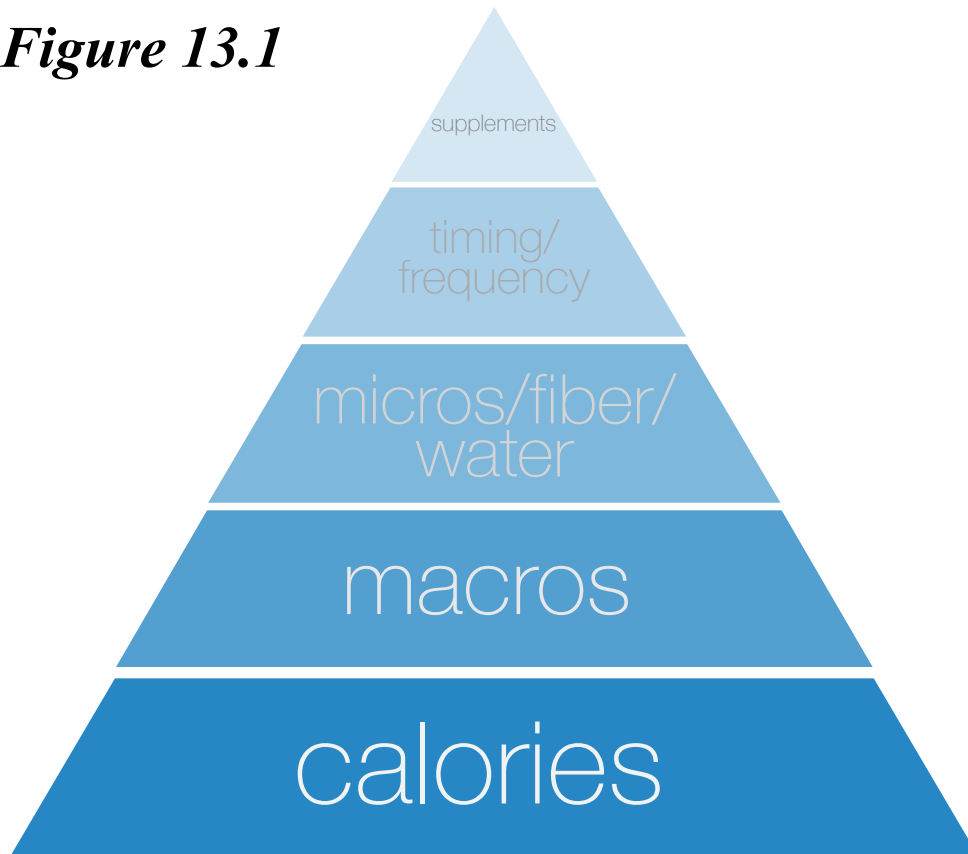 Figure 13.1
supplements
timing/
frequency
micros/fiber/
water
macros
calories